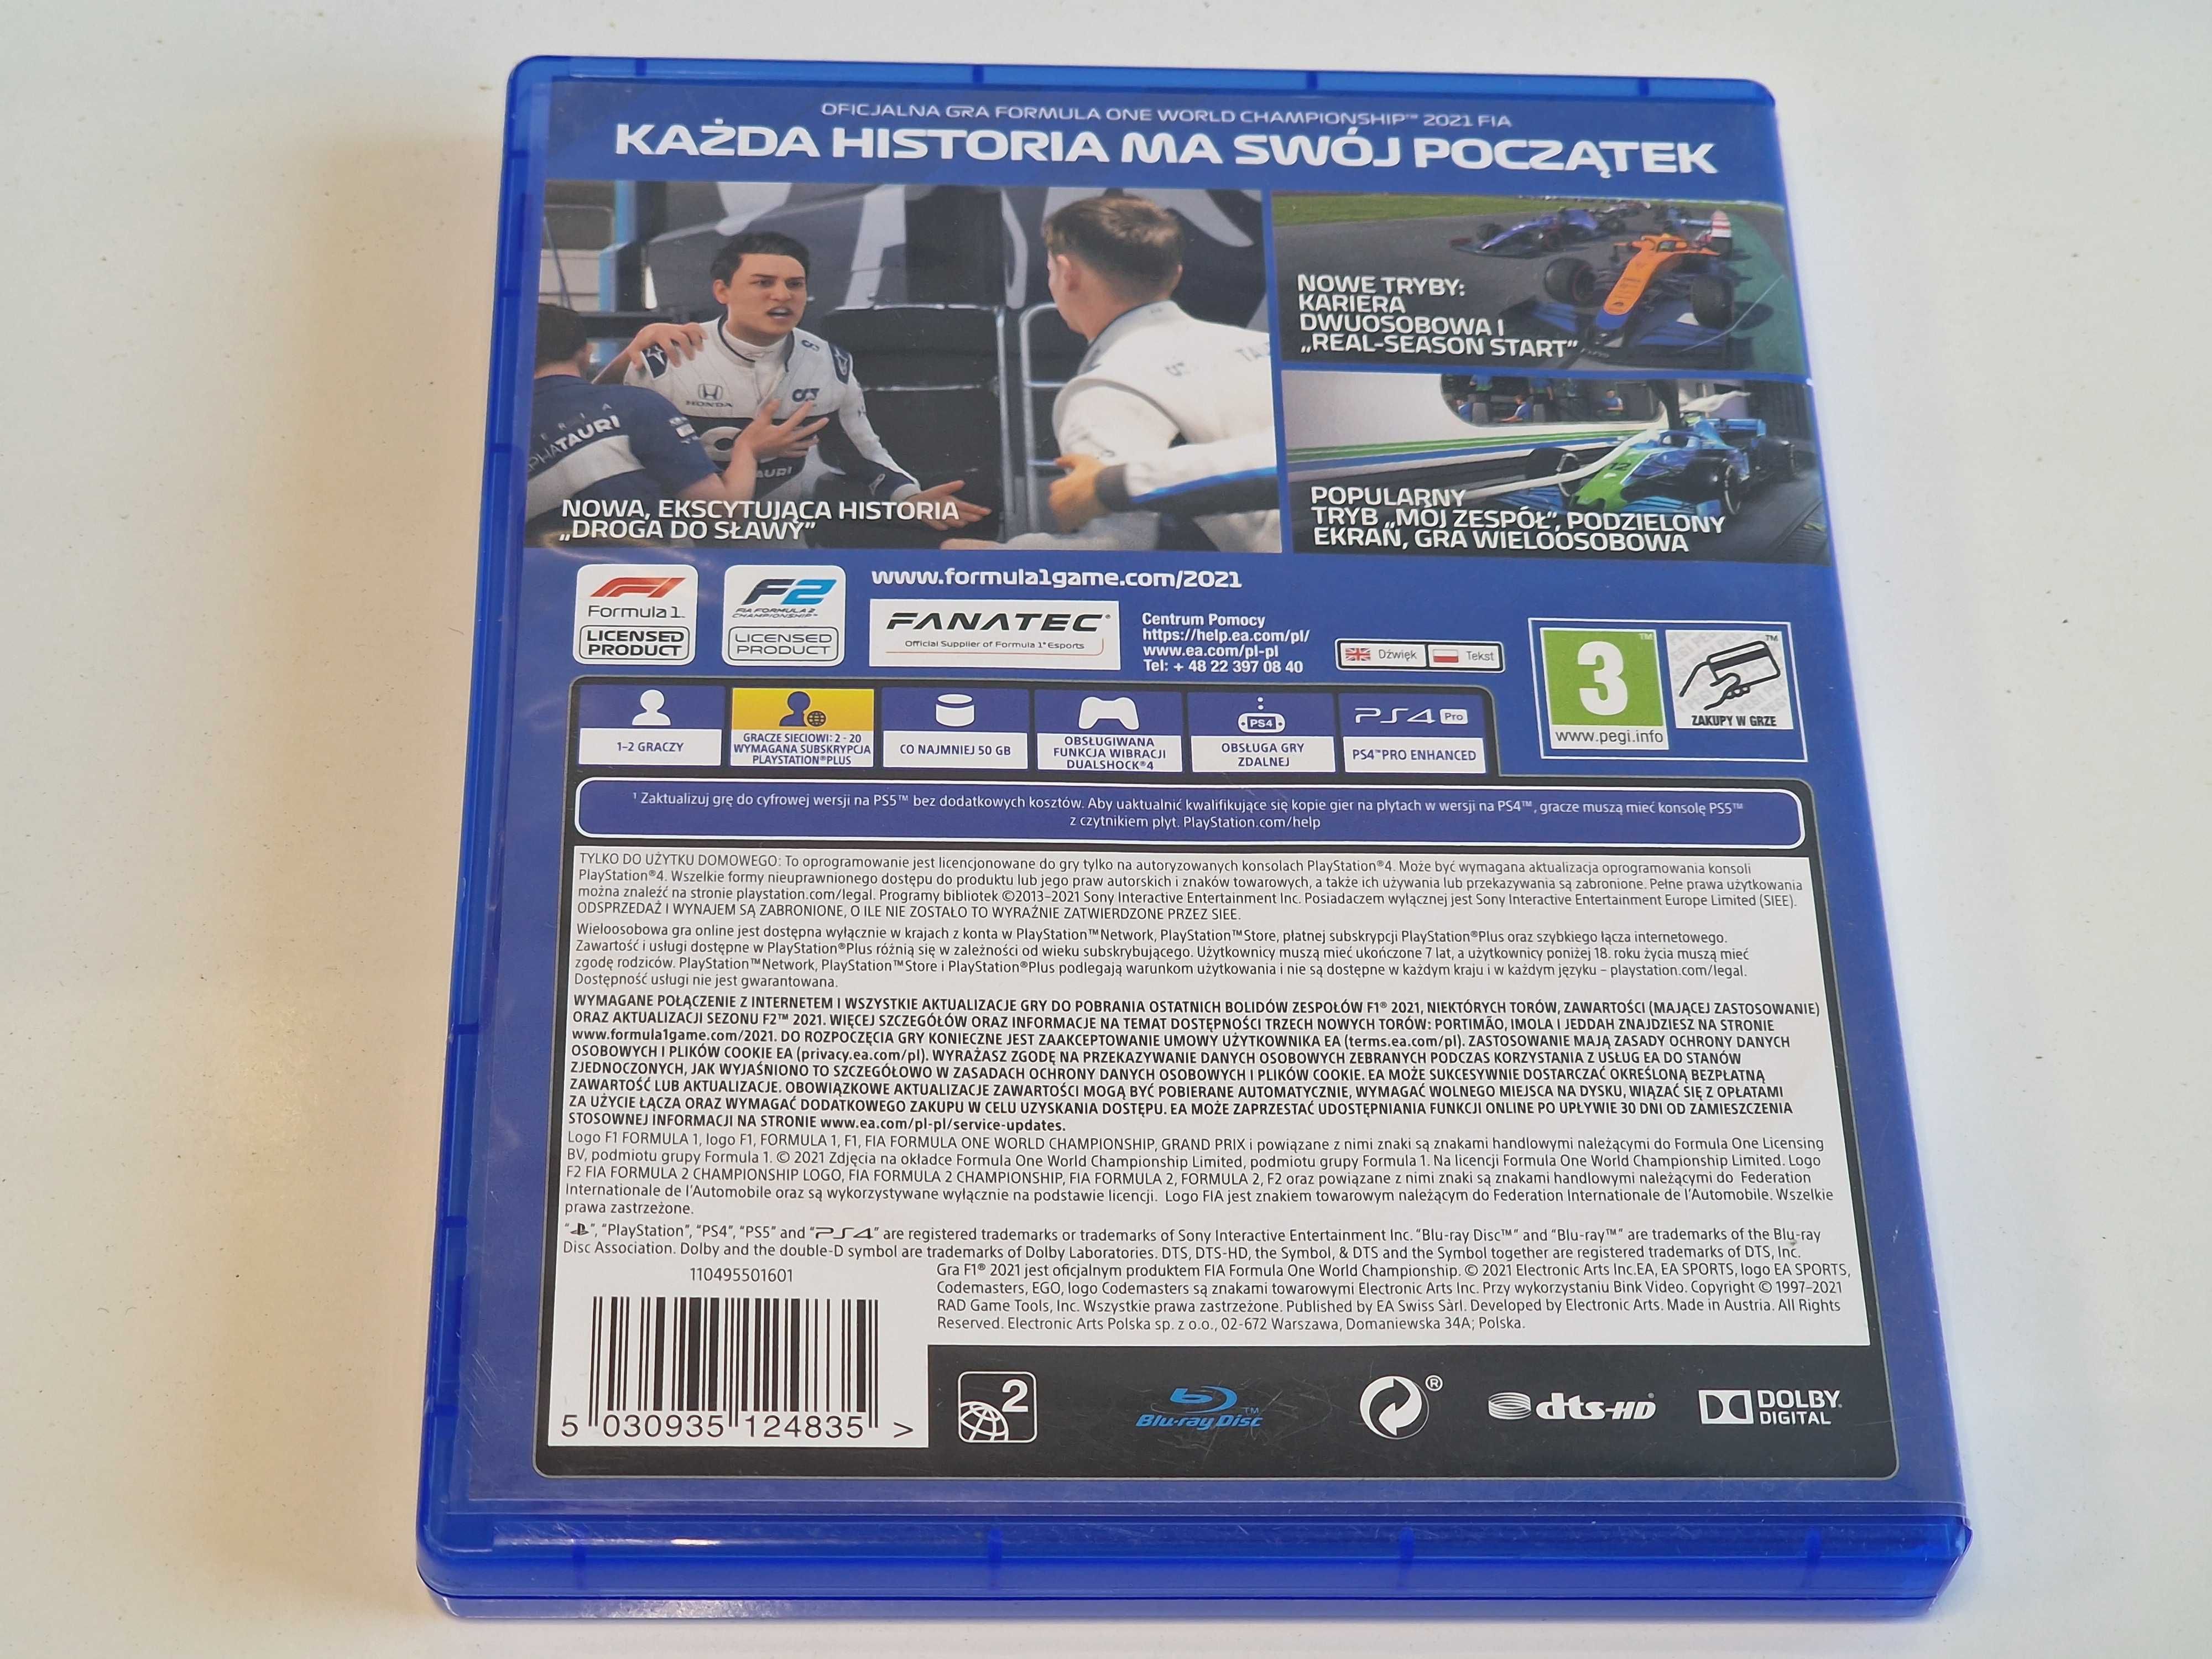 OFICJALNA GRA FORMULA ONE WORLD CHAMPIONSHIP™ 2021 FIA
KAŻDA HISTORIA MA SWÓJ POCZĄTEK
HONDA
PHATAURI
NOWA, EKSCYTUJĄCA HISTORIA
„DROGA DO SŁAWY”
NOWE TRYBY:
KARIERA
DWUOSOBOWA I
„REAL-SEASON START”
POPULARNY
TRYB „MÓJ ZESPÓŁ”, PODZIELONY
EKRAN, GRA WIELOOSOBOWA
F1
Formula 1
LICENSED
PRODUCT
F2
FIA FORMULA 2
CHAMPIONSHIP™
LICENSED
PRODUCT
www.formula1game.com/2021
FANATEC®
Official Supplier of Formula 1® Esports
Centrum Pomocy
https://help.ea.com/pl/
www.ea.com/pl-pl
Tel: + 48 22 397 08 40
Dźwięk
Tekst
3
www.pegi.info
ZAKUPY W GRZE
1-2 GRACZY
GRACZE SIECIOWI: 2 - 20
WYMAGANA SUBSKRYPCJA
PLAYSTATION®PLUS
CO NAJMNIEJ 50 GB
OBSŁUGIWANA
FUNKCJA WIBRACJI
DUALSHOCK®4
PS4
OBSŁUGA GRY
ZDALNEJ
PS4 Pro
PS4™PRO ENHANCED
¹ Zaktualizuj grę do cyfrowej wersji na PS5™ bez dodatkowych kosztów. Aby uaktualnić kwalifikujące się kopie gier na płytach w wersji na PS4™, gracze muszą mieć konsolę PS5™
z czytnikiem płyt. PlayStation.com/help
TYLKO DO UŻYTKU DOMOWEGO: To oprogramowanie jest licencjonowane do gry tylko na autoryzowanych konsolach PlayStation®4. Może być wymagana aktualizacja oprogramowania konsoli
PlayStation®4. Wszelkie formy nieuprawnionego dostępu do produktu lub jego praw autorskich i znaków towarowych, a także ich używania lub przekazywania są zabronione. Pełne prawa użytkowania
można znaleźć na stronie playstation.com/legal. Programy bibliotek ©2013-2021 Sony Interactive Entertainment Inc. Posiadaczem wyłącznej jest Sony Interactive Entertainment Europe Limited (SIEE).
ODSPRZEDAŻ I WYNAJEM SĄ ZABRONIONE, O ILE NIE ZOSTAŁO TO WYRAŹNIE ZATWIERDZONE PRZEZ SIEE.
Wieloosobowa gra online jest dostępna wyłącznie w krajach z konta w PlayStation™Network, PlayStation™Store, płatnej subskrypcji PlayStation®Plus oraz szybkiego łącza internetowego.
Zawartość i usługi dostępne w PlayStation®Plus różnią się w zależności od wieku subskrybującego. Użytkownicy muszą mieć ukończone 7 lat, a użytkownicy poniżej 18. roku życia muszą mieć
zgodę rodziców. PlayStation™Network, PlayStation™Store i PlayStation®Plus podlegają warunkom użytkowania i nie są dostępne w każdym kraju i w każdym języku – playstation.com/legal.
Dostępność usługi nie jest gwarantowana.
WYMAGANE POŁĄCZENIE Z INTERNETEM I WSZYSTKIE AKTUALIZACJE GRY DO POBRANIA OSTATNICH BOLIDÓW ZESPOŁÓW F1® 2021, NIEKTÓRYCH TORÓW, ZAWARTOŚCI (MAJĄCEJ ZASTOSOWANIE)
ORAZ AKTUALIZACJI SEZONU F2™ 2021. WIĘCEJ SZCZEGÓŁÓW ORAZ INFORMACJE NA TEMAT DOSTĘPNOŚCI TRZECH NOWYCH TORÓW: PORTIMÃO, IMOLA I JEDDAH ZNAJDZIESZ NA STRONIE
www.formula1game.com/2021. DO ROZPOCZĘCIA GRY KONIECZNE JEST ZAAKCEPTOWANIE UMOWY UŻYTKOWNIKA EA (terms.ea.com/pl). ZASTOSOWANIE MAJĄ ZASADY OCHRONY DANYCH
OSOBOWYCH I PLIKÓW COOKIE EA (privacy.ea.com/pl). WYRAŻASZ ZGODĘ NA PRZEKAZYWANIE DANYCH OSOBOWYCH ZEBRANYCH PODCZAS KORZYSTANIA Z USŁUG EA DO STANÓW
ZJEDNOCZONYCH, JAK WYJAŚNIONO TO SZCZEGÓŁOWO W ZASADACH OCHRONY DANYCH OSOBOWYCH I PLIKÓW COOKIE. EA MOŻE SUKCESYWNIE DOSTARCZAĆ OKREŚLONĄ BEZPŁATNĄ
ZAWARTOŚĆ LUB AKTUALIZACJE. OBOWIĄZKOWE AKTUALIZACJE ZAWARTOŚCI MOGĄ BYĆ POBIERANE AUTOMATYCZNIE, WYMAGAĆ WOLNEGO MIEJSCA NA DYSKU, WIĄZAĆ SIĘ Z OPŁATAMI
ZA UŻYCIE ŁĄCZA ORAZ WYMAGAĆ DODATKOWEGO ZAKUPU W CELU UZYSKANIA DOSTĘPU. EA MOŻE ZAPRZESTAĆ UDOSTĘPNIANIA FUNKCJI ONLINE PO UPŁYWIE 30 DNI OD ZAMIESZCZENIA
STOSOWNEJ INFORMACJI NA STRONIE www.ea.com/pl-pl/service-updates.
Logo F1 FORMULA 1, logo F1, FORMULA 1, F1, FIA FORMULA ONE WORLD CHAMPIONSHIP, GRAND PRIX i powiązane z nimi znaki są znakami handlowymi należącymi do Formula One Licensing
BV, podmiotu grupy Formula 1. © 2021 Zdjęcia na okładce Formula One World Championship Limited, podmiotu grupy Formula 1. Na licencji Formula One World Championship Limited. Logo
F2 FIA FORMULA 2 CHAMPIONSHIP LOGO, FIA FORMULA 2 CHAMPIONSHIP, FIA FORMULA 2, FORMULA 2, F2 oraz powiązane z nimi znaki są znakami handlowymi należącymi do Federation
Internationale de l'Automobile oraz są wykorzystywane wyłącznie na podstawie licencji. Logo FIA jest znakiem towarowym należącym do Federation Internationale de l'Automobile. Wszelkie
prawa zastrzeżone.
“ ”, “PlayStation”, “PS4”, “PS5” and “PS4” are registered trademarks or trademarks of Sony Interactive Entertainment Inc. “Blu-ray Disc™” and “Blu-ray™” are trademarks of the Blu-ray
Disc Association. Dolby and the double-D symbol are trademarks of Dolby Laboratories. DTS, DTS-HD, the Symbol, & DTS and the Symbol together are registered trademarks of DTS, Inc.
110495501601
Gra F1® 2021 jest oficjalnym produktem FIA Formula One World Championship. © 2021 Electronic Arts Inc.EA, EA SPORTS, logo EA SPORTS,
Codemasters, EGO, logo Codemasters są znakami towarowymi Electronic Arts Inc. Przy wykorzystaniu Bink Video. Copyright © 1997-2021
RAD Game Tools, Inc. Wszystkie prawa zastrzeżone. Published by EA Swiss Sàrl. Developed by Electronic Arts. Made in Austria. All Rights
Reserved. Electronic Arts Polska sp. z o.o., 02-672 Warszawa, Domaniewska 34A; Polska.
5 030935 124835 >
2
Blu-ray Disc™
®
dts-HD®
DOLBY®
DIGITAL